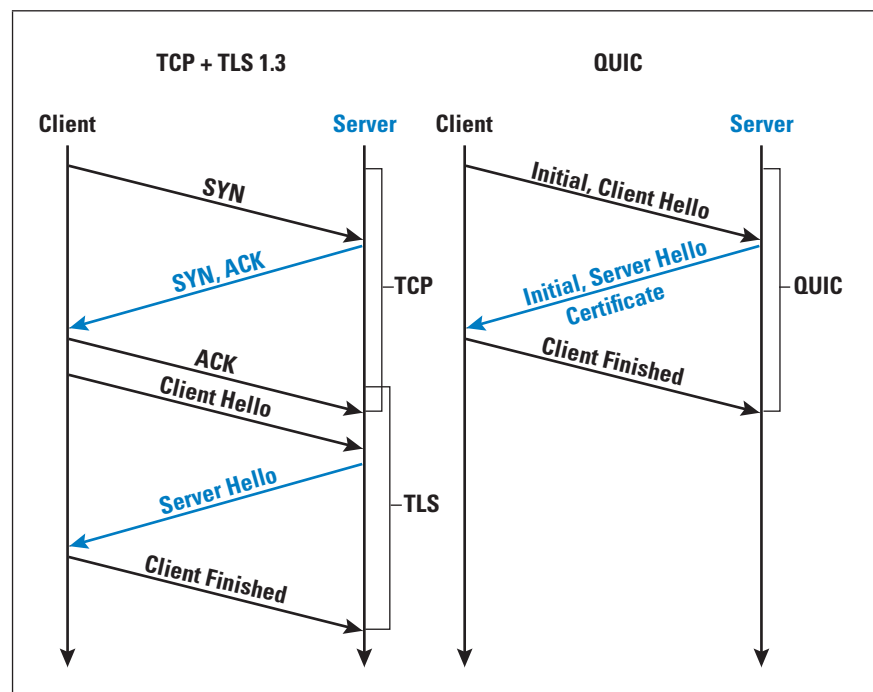 TCP + TLS 1.3
QUIC
Client
Server
Client
Server
SYN
SYN, ACK
TCP
ACK
Client Hello
Server Hello
TLS
Client Finished
Initial, Client Hello
Initial, Server Hello
Certificate
QUIC
Client Finished